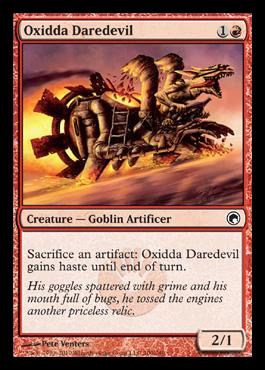 Oxidda Daredevil 1
Creature — Goblin Artificer
Sacrifice an artifact: Oxidda Daredevil
gains haste until end of turn.
His goggles spattered with grime and his
mouth full of bugs, he tossed the engines
another priceless relic.
2/1
Pete Venters